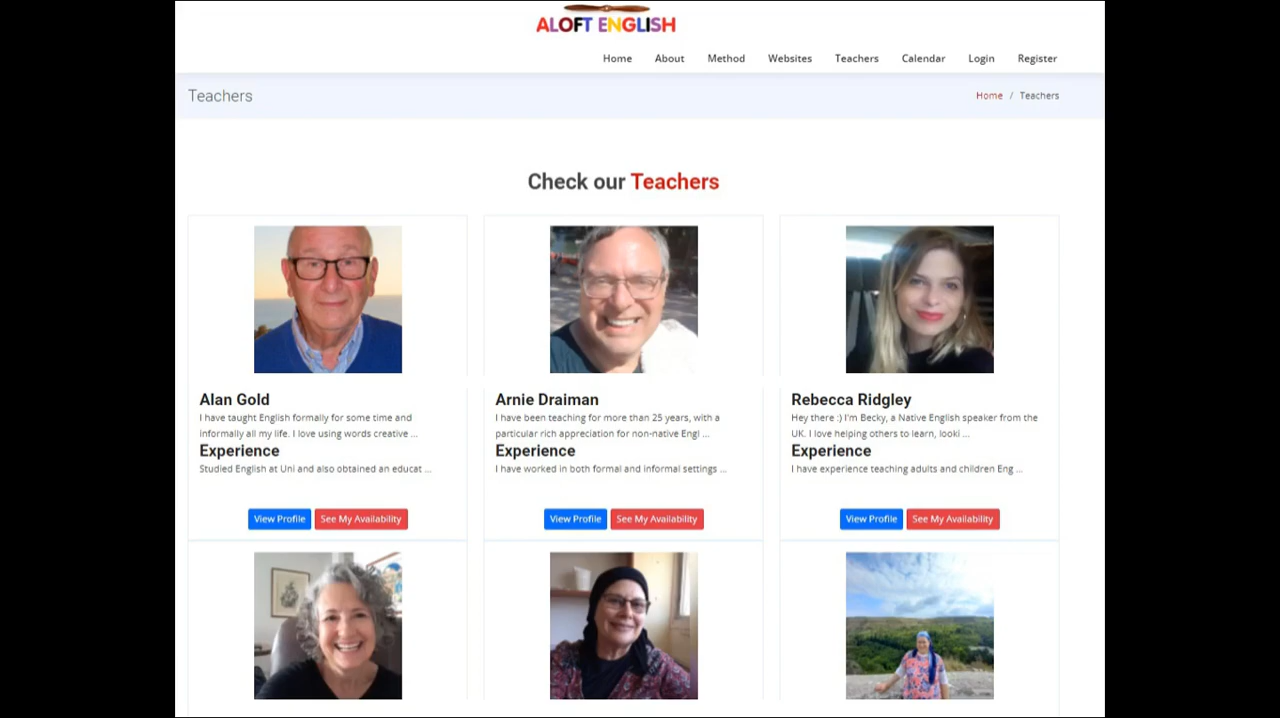 ALOFT ENGLISH
Home About Method Websites Teachers Calendar Login Register
Teachers
Home / Teachers
Check our Teachers
Alan Gold
I have taught English formally for some time and
informally all my life. I love using words creative ...
Experience
Studied English at Uni and also obtained an educat ...
View Profile See My Availability
Arnie Draiman
I have been teaching for more than 25 years, with a
particular rich appreciation for non-native Engl ...
Experience
I have worked in both formal and informal settings ...
View Profile See My Availability
Rebecca Ridgley
Hey there :) I'm Becky, a Native English speaker from the
UK. I love helping others to learn, looki ...
Experience
I have experience teaching adults and children Eng ...
View Profile See My Availability